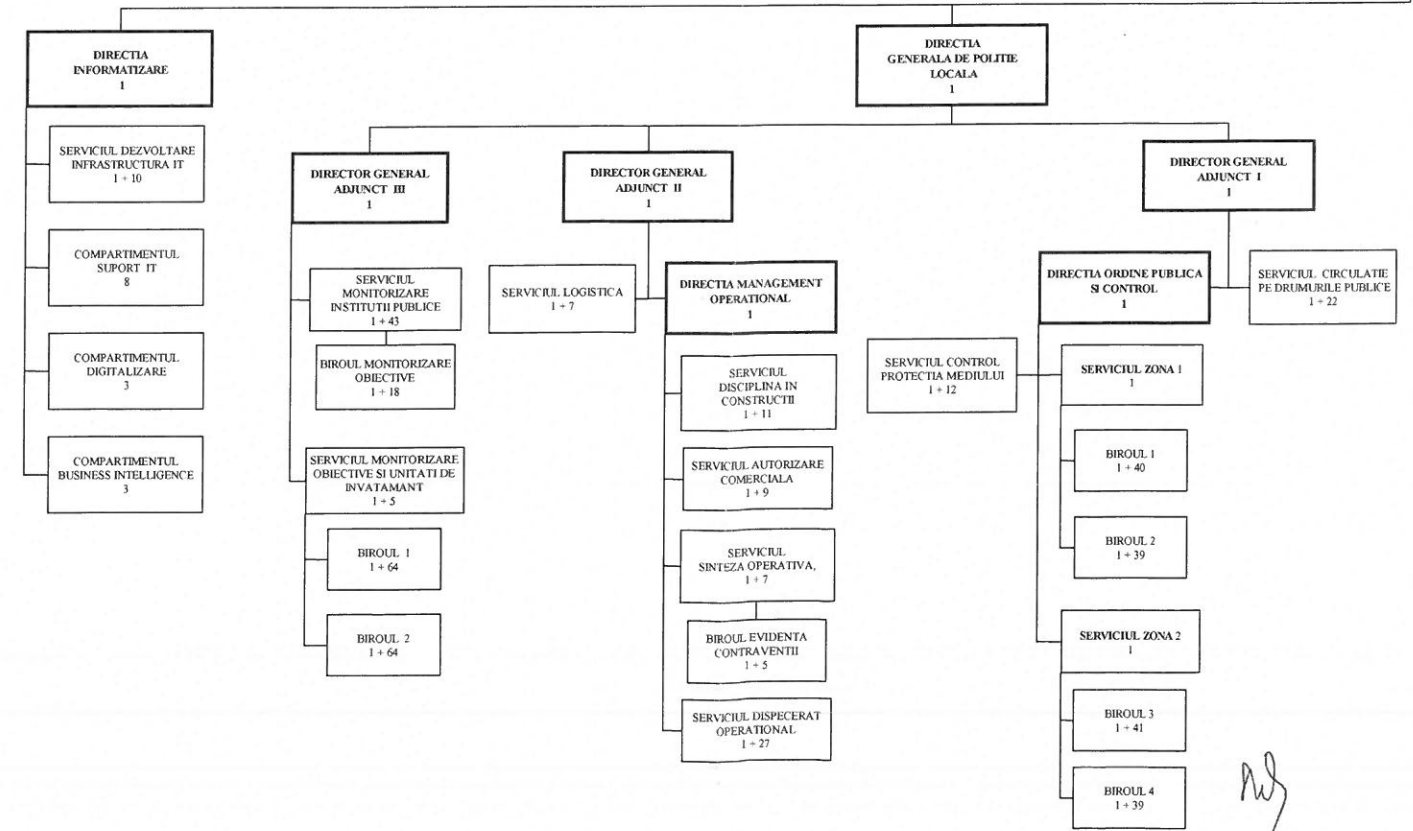 DIRECTIA
INFORMATIZARE
1
SERVICIUL DEZVOLTARE
INFRASTRUCTURA IT
1 + 10
COMPARTIMENTUL
SUPORT IT
8
COMPARTIMENTUL
DIGITALIZARE
3
COMPARTIMENTUL
BUSINESS INTELLIGENCE
3
DIRECTIA
GENERALA DE POLITIE
LOCALA
1
DIRECTOR GENERAL
ADJUNCT III
1
SERVICIUL
MONITORIZARE
INSTITUTII PUBLICE
1 + 43
BIROUL MONITORIZARE
OBIECTIVE
1 + 18
SERVICIUL MONITORIZARE
OBIECTIVE SI UNITATI DE
INVATAMANT
1 + 5
BIROUL 1
1 + 64
BIROUL 2
1 + 64
DIRECTOR GENERAL
ADJUNCT II
1
SERVICIUL LOGISTICA
1 + 7
DIRECTIA MANAGEMENT
OPERATIONAL
1
SERVICIUL
DISCIPLINA IN
CONSTRUCTII
1 + 11
SERVICIUL AUTORIZARE
COMERCIALA
1 + 9
SERVICIUL
SINTEZA OPERATIVA,
1 + 7
BIROUL EVIDENTA
CONTRAVENTII
1 + 5
SERVICIUL DISPECERAT
OPERATIONAL
1 + 27
DIRECTOR GENERAL
ADJUNCT I
1
DIRECTIA ORDINE PUBLICA
SI CONTROL
1
SERVICIUL CIRCULATIE
PE DRUMURILE PUBLICE
1 + 22
SERVICIUL CONTROL
PROTECTIA MEDIULUI
1 + 12
SERVICIUL ZONA 1
1
BIROUL 1
1 + 40
BIROUL 2
1 + 39
SERVICIUL ZONA 2
1
BIROUL 3
1 + 41
BIROUL 4
1 + 39